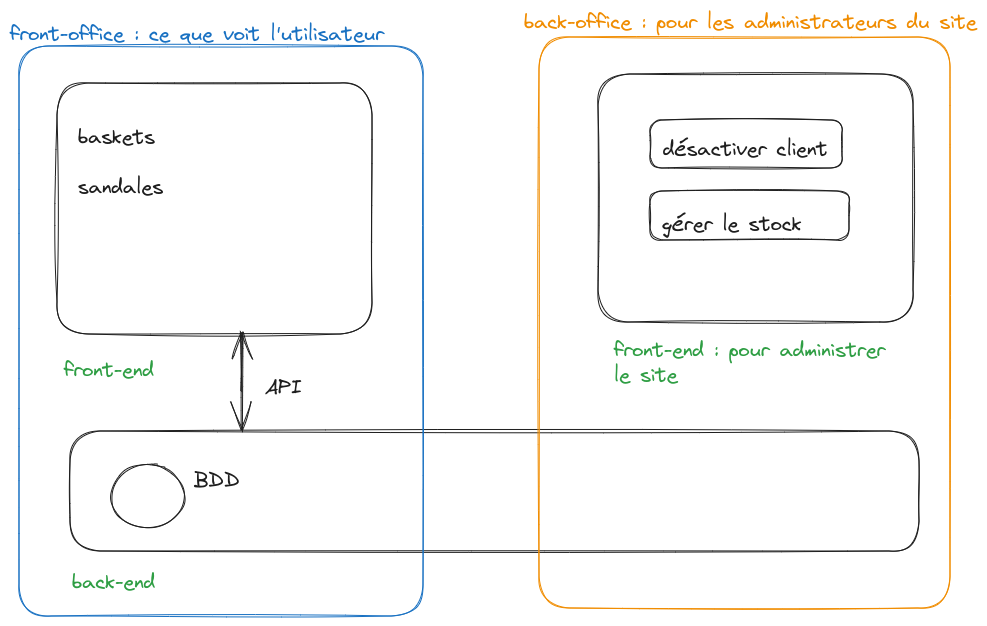 front-office : ce que voit l'utilisateur
back-office : pour les administrateurs du site
baskets
sandales
désactiver client
gérer le stock
front-end
API
front-end : pour administrer
le site
BDD
back-end